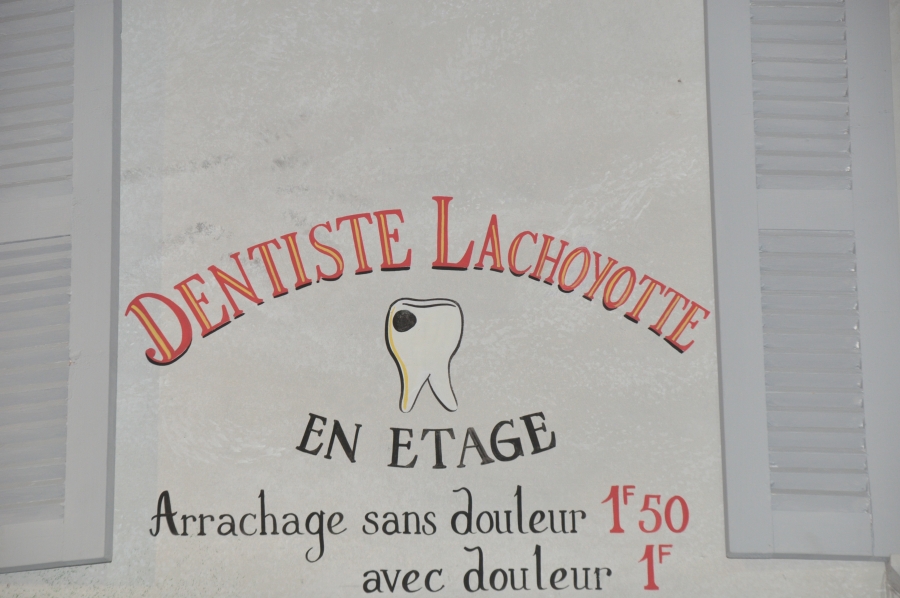 DENTISTE LACHOYOTTE
EN ETAGE
Arrachage sans douleur 1F50
avec douleur 1F